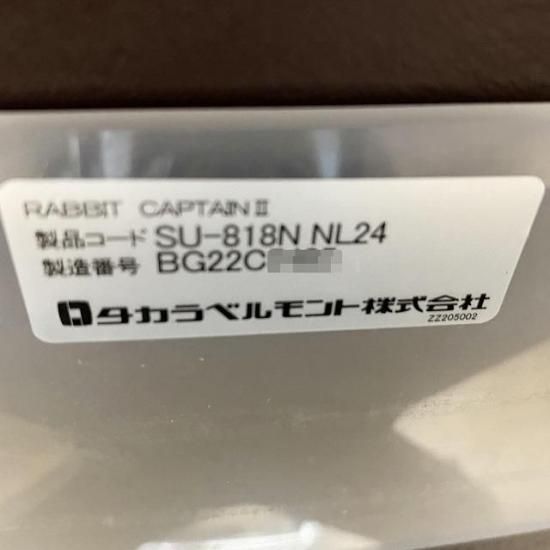 RABBIT CAPTAIN II
製品コード SU-818N NL24
製造番号 BG22C
タカラベルモント株式会社
ZZ205002